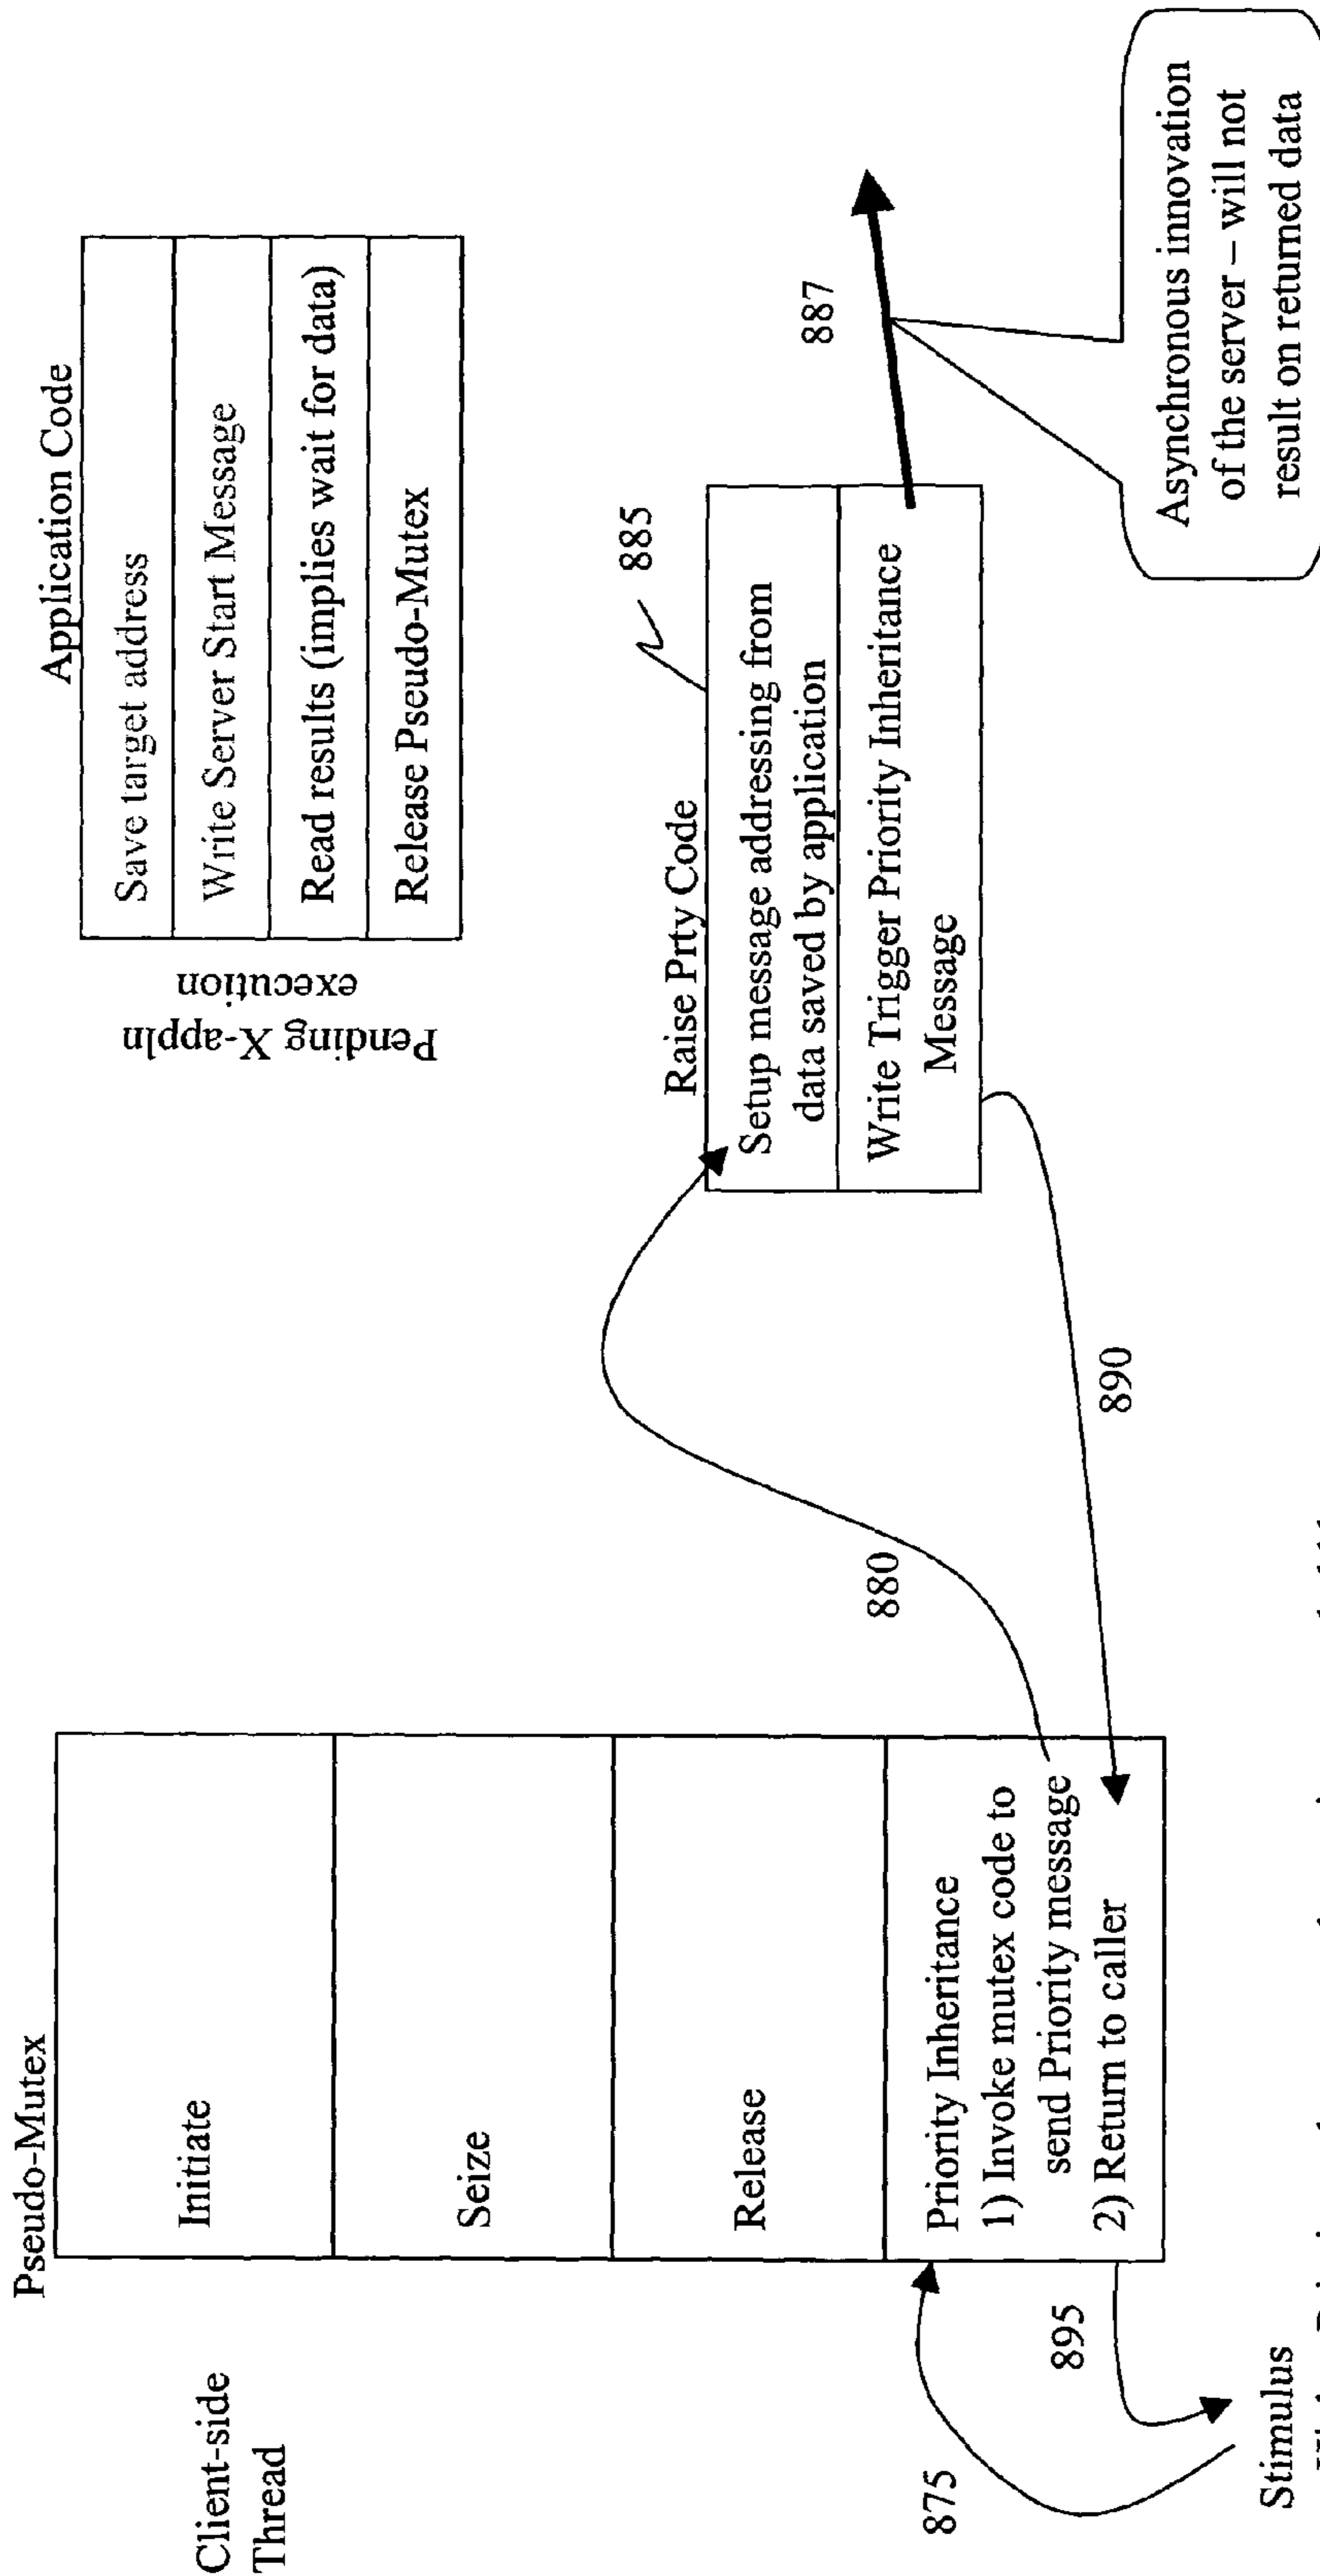 Client-side
Thread
Pseudo-Mutex
Initiate
Seize
Release
Priority Inheritance
1) Invoke mutex code to
send Priority message
2) Return to caller
875
895
Stimulus
880
890
Application Code
Save target address
Write Server Start Message
Read results (implies wait for data)
Release Pseudo-Mutex
Pending X-appln
execution
Raise Prty Code
885
Setup message addressing from
data saved by application
Write Trigger Priority Inheritance
Message
887
Asynchronous innovation
of the server – will not
result on returned data